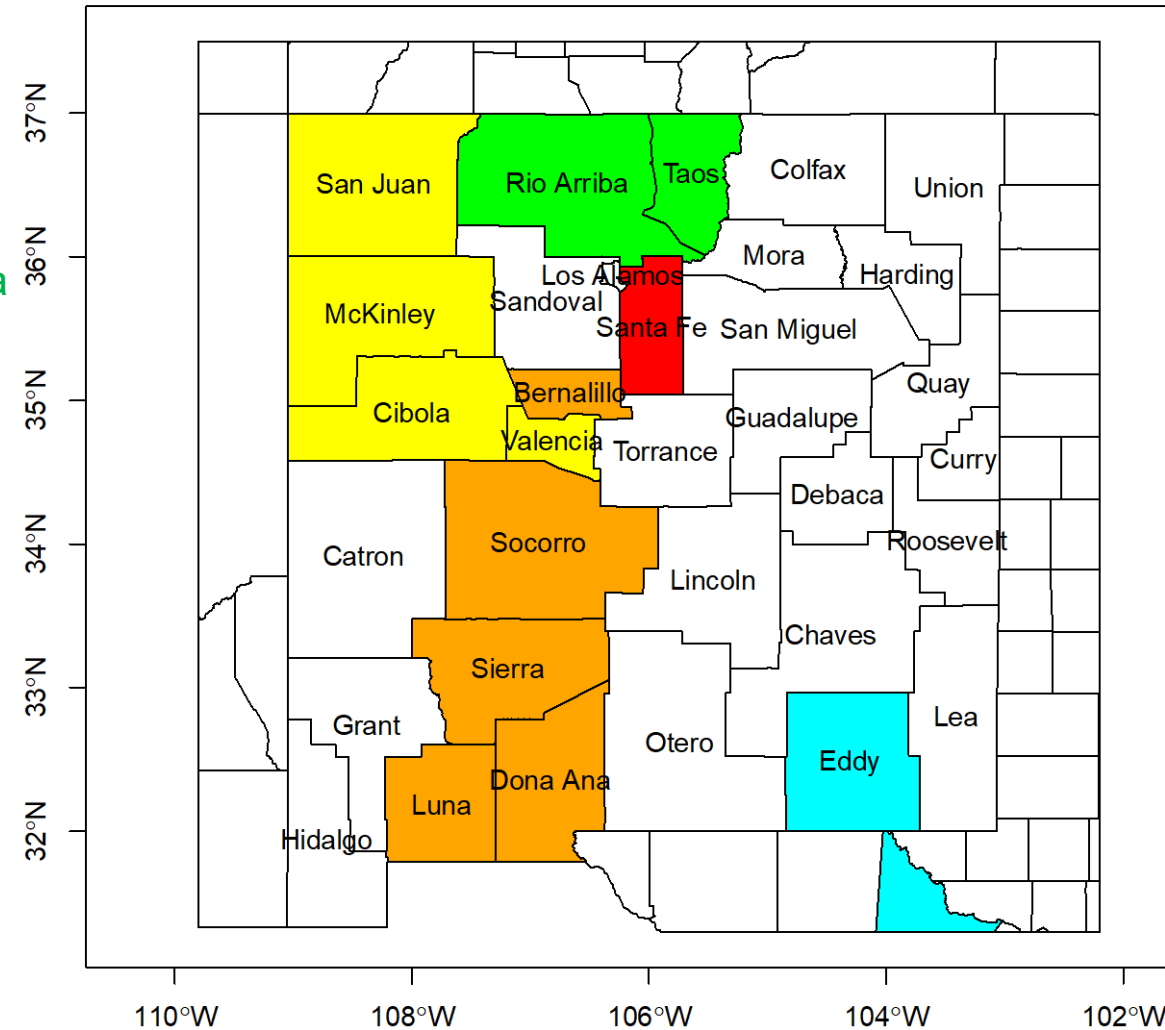 37°N
36°N
35°N
34°N
33°N
32°N
a
San Juan
Rio Arriba
Taos
Colfax
Union
Mora
Harding
Los Alamos
Sandoval
McKinley
Santa Fe
San Miguel
Quay
Bernalillo
Cibola
Guadalupe
Valencia
Torrance
Curry
Debaca
Socorro
Roosevelt
Catron
Lincoln
Chaves
Sierra
Grant
Lea
Otero
Eddy
Dona Ana
Luna
Hidalgo
110°W
108°W
106°W
104°W
102°W